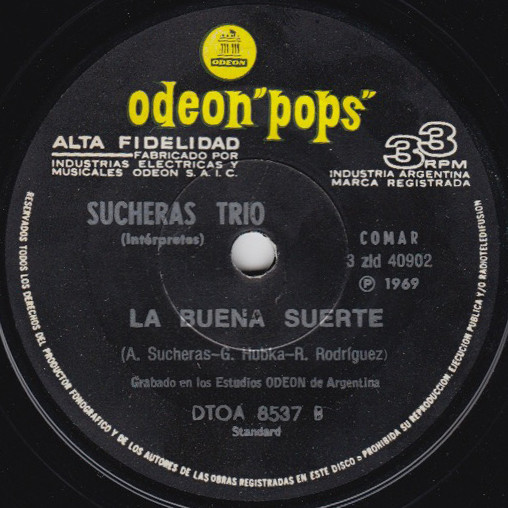 ODEON
odeon "pops"
ALTA FIDELIDAD
FABRICADO POR
INDUSTRIAS ELECTRICAS Y
MUSICALES ODEON S.A.I.C.
33
RPM
INDUSTRIA ARGENTINA
MARCA REGISTRADA
SUCHERAS TRIO
(Intérpretes)
COMAR
3 zld 40902
Ⓟ 1969
LA BUENA SUERTE
(A. Sucheras-G. Hubka-R. Rodríguez)
Grabado en los Estudios ODEON de Argentina
DTOA 8537 B
Standard
RESERVADOS TODOS LOS DERECHOS DEL PRODUCTOR FONOGRAFICO Y DE LOS AUTORES DE LAS OBRAS REGISTRADAS EN ESTE DISCO = PROHIBIDA SU REPRODUCCION, EJECUCION PUBLICA Y/O RADIOTELEDIFUSION